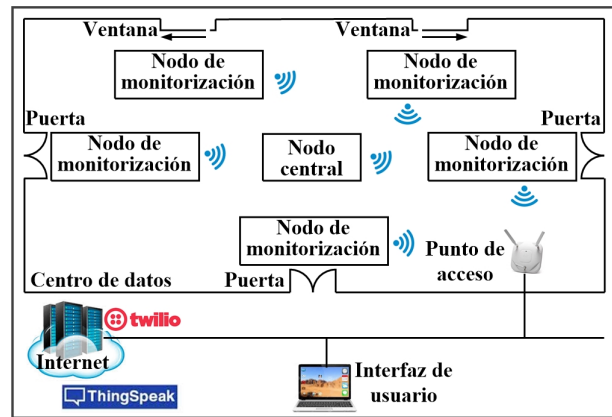 Ventana
Ventana
Nodo de
monitorización
Nodo de
monitorización
Puerta
Puerta
Nodo de
monitorización
Nodo
central
Nodo de
monitorización
Nodo de
monitorización
Punto de
acceso
Centro de datos
Puerta
twilio
Internet
Interfaz de
usuario
ThingSpeak